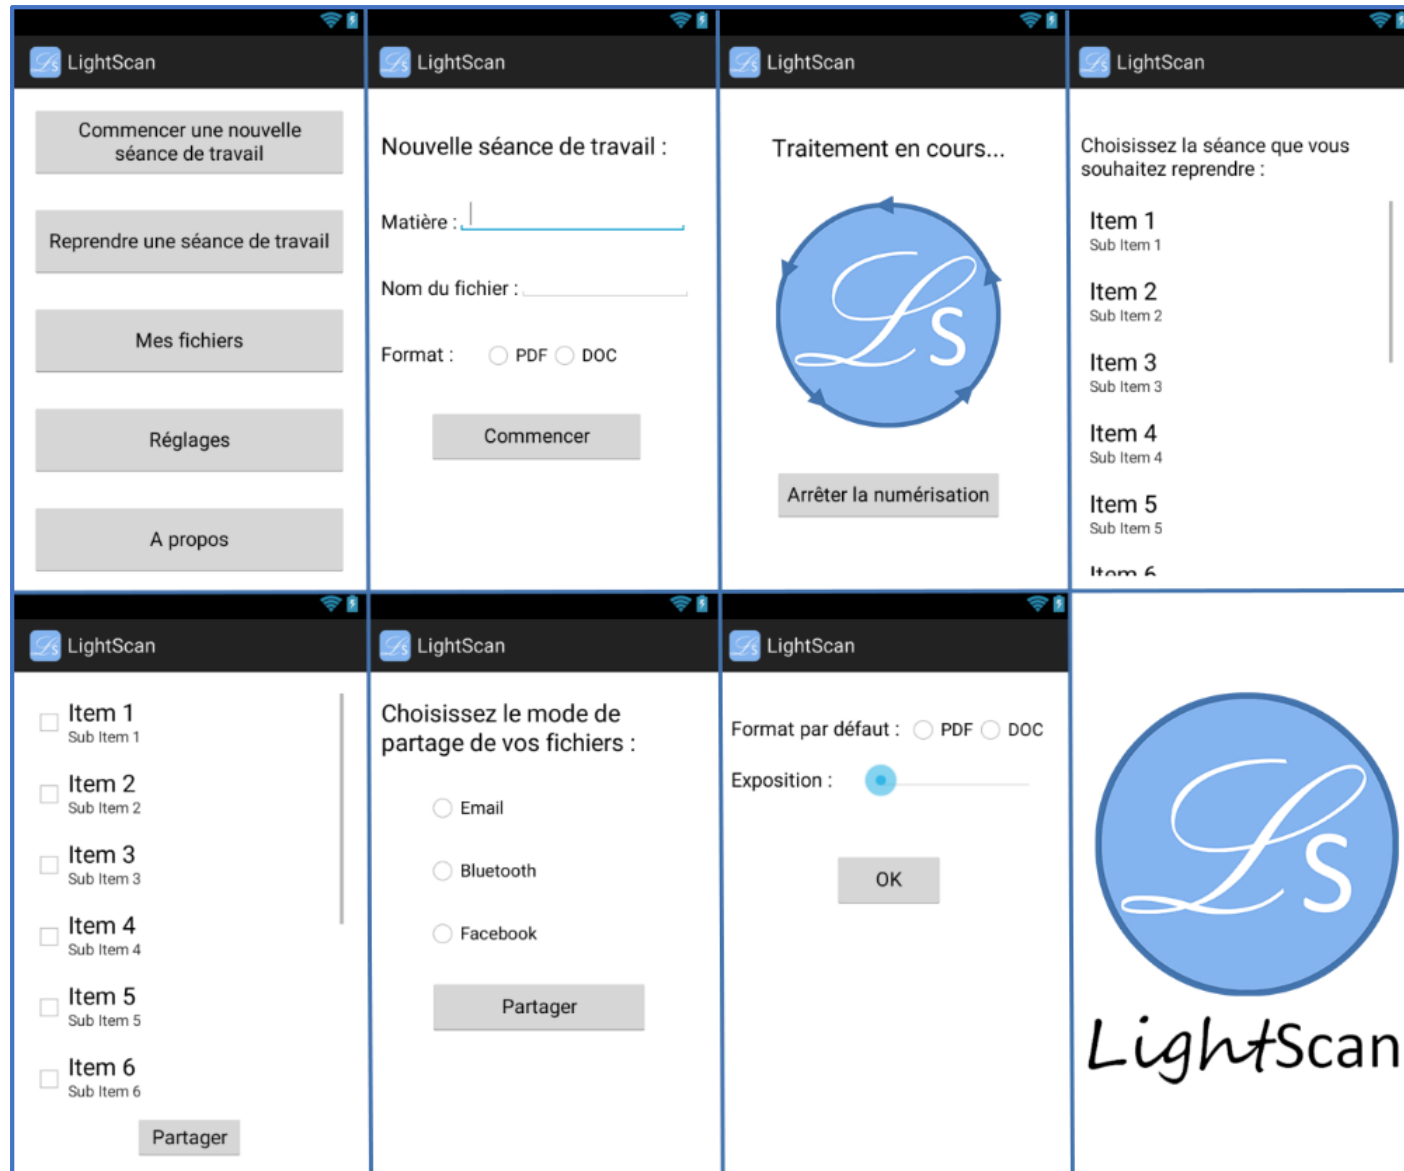 LightScan
Commencer une nouvelle
séance de travail
Reprendre une séance de travail
Mes fichiers
Réglages
A propos
LightScan
Nouvelle séance de travail :
Matière :
Nom du fichier :
Format : PDF DOC
Commencer
LightScan
Traitement en cours...
Ls
Arrêter la numérisation
LightScan
Choisissez la séance que vous
souhaitez reprendre :
Item 1
Sub Item 1
Item 2
Sub Item 2
Item 3
Sub Item 3
Item 4
Sub Item 4
Item 5
Sub Item 5
Item 6
LightScan
Item 1
Sub Item 1
Item 2
Sub Item 2
Item 3
Sub Item 3
Item 4
Sub Item 4
Item 5
Sub Item 5
Item 6
Sub Item 6
Partager
LightScan
Choisissez le mode de
partage de vos fichiers :
Email
Bluetooth
Facebook
Partager
LightScan
Format par défaut : PDF DOC
Exposition :
OK
Ls
LightScan